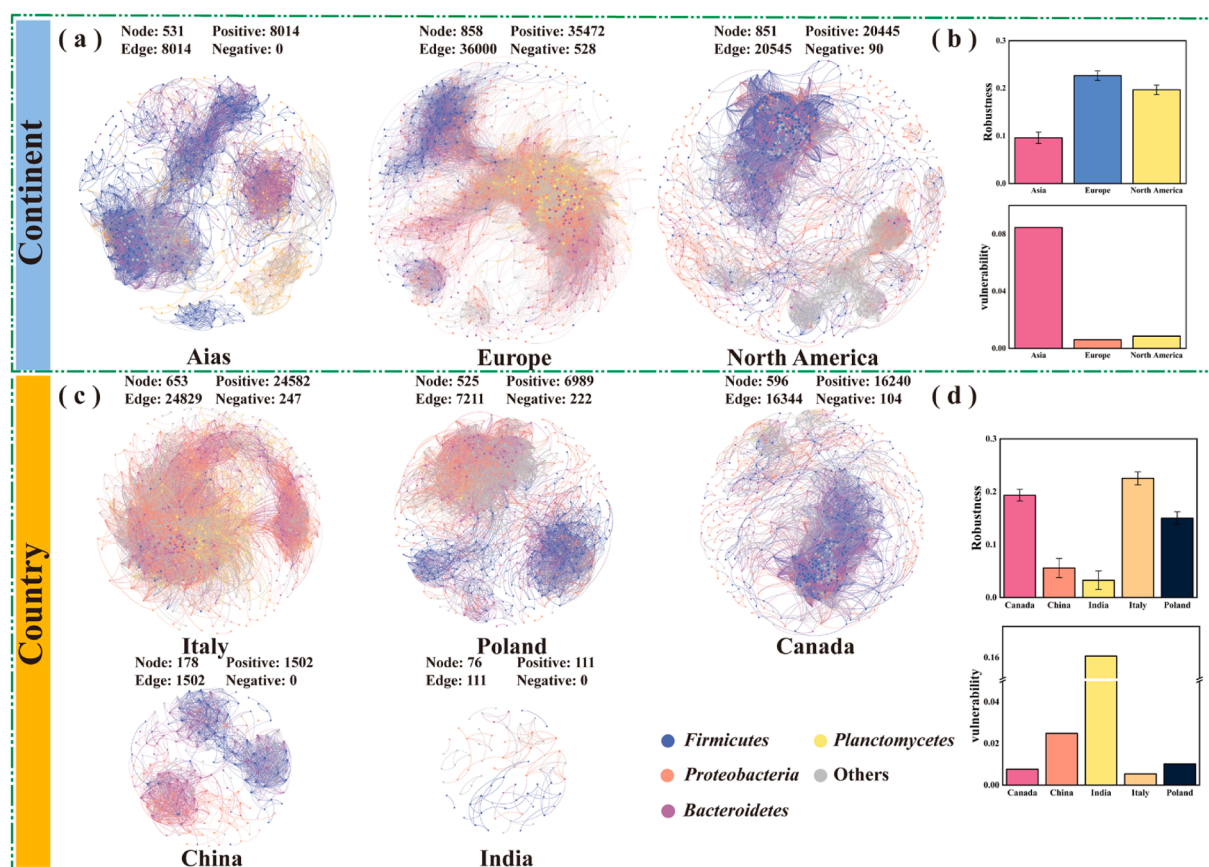 Continent
( a )
Node: 531 Positive: 8014
Edge: 8014 Negative: 0
Aias
Node: 858 Positive: 35472
Edge: 36000 Negative: 528
Europe
Node: 851 Positive: 20445
Edge: 20545 Negative: 90
North America
( b )
Robustness
0.3
0.2
0.1
0.0
Asia Europe North America
vulnerability
0.08
0.04
0.00
Asia Europe North America
Country
( c )
Node: 653 Positive: 24582
Edge: 24829 Negative: 247
Italy
Node: 525 Positive: 6989
Edge: 7211 Negative: 222
Poland
Node: 596 Positive: 16240
Edge: 16344 Negative: 104
Canada
Node: 178 Positive: 1502
Edge: 1502 Negative: 0
China
Node: 76 Positive: 111
Edge: 111 Negative: 0
India
Firmicutes Planctomycetes
Proteobacteria Others
Bacteroidetes
( d )
Robustness
0.3
0.2
0.1
0.0
Canada China India Italy Poland
vulnerability
0.16
0.04
0.02
0.00
Canada China India Italy Poland